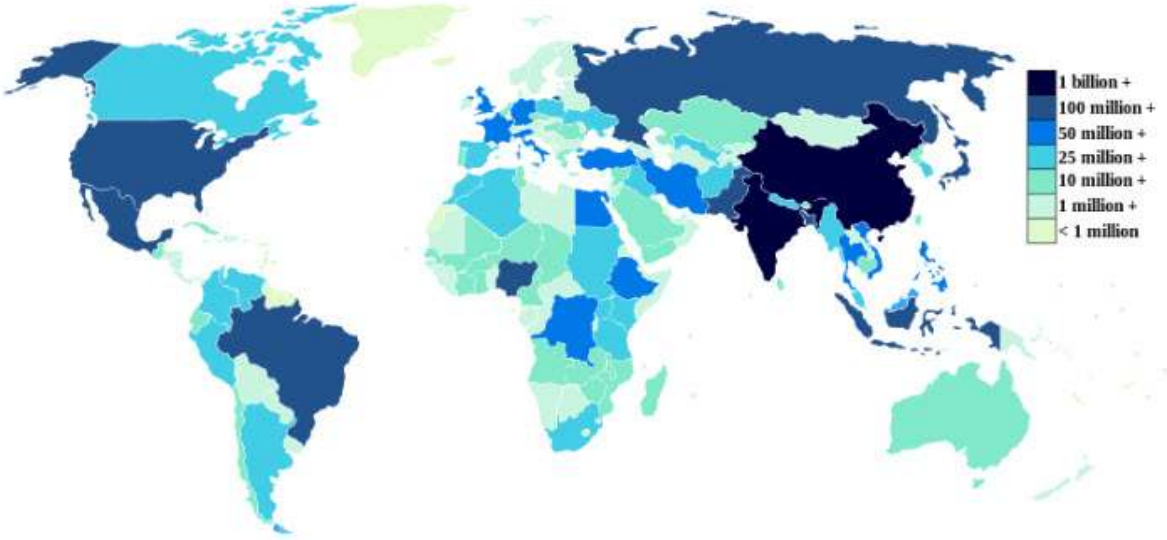 1 billion +
100 million +
50 million +
25 million +
10 million +
1 million +
< 1 million